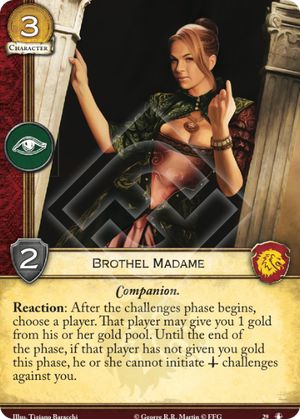 3
CHARACTER
2
BROTHEL MADAME
Companion.
Reaction: After the challenges phase begins,
choose a player. That player may give you 1 gold
from his or her gold pool. Until the end of
the phase, if that player has not given you gold
this phase, he or she cannot initiate challenges
against you.
Illus. Tiziano Baracchi © George R.R. Martin © FFG 29